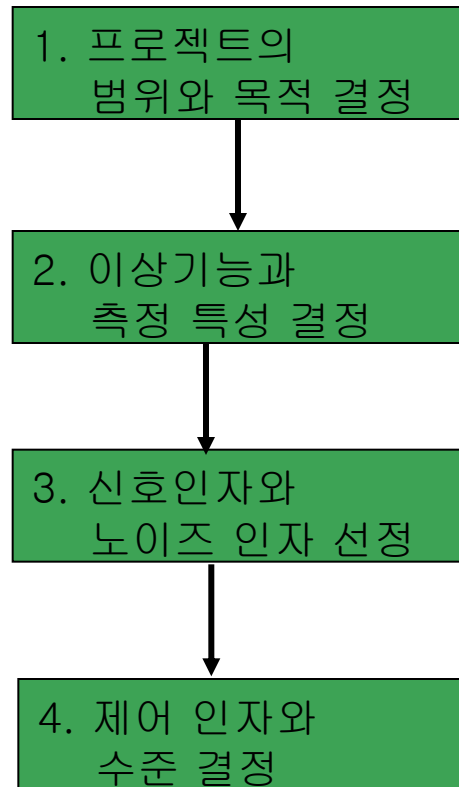 1. 프로젝트의
범위와 목적 결정
2. 이상기능과
측정 특성 결정
3. 신호인자와
노이즈 인자 선정
4. 제어 인자와
수준 결정